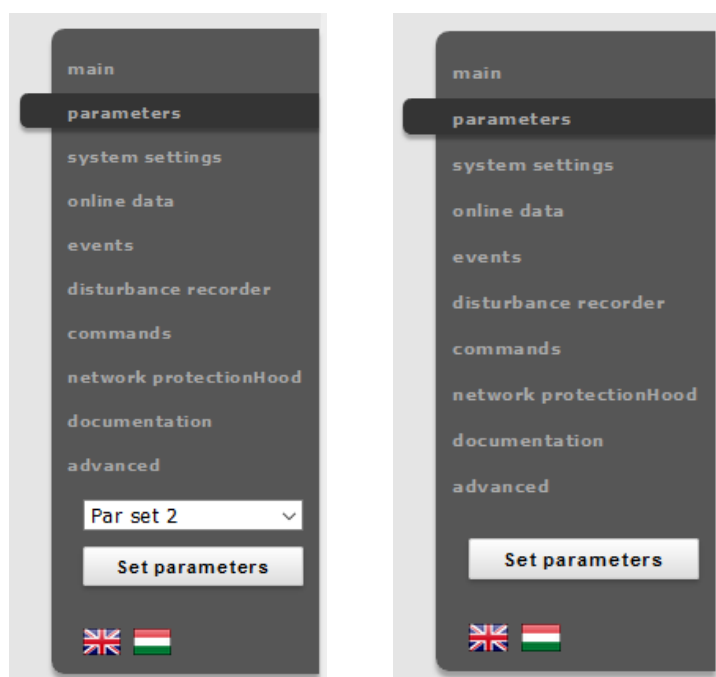 main
parameters
system settings
online data
events
disturbance recorder
commands
network protectionHood
documentation
advanced
Par set 2
Set parameters
main
parameters
system settings
online data
events
disturbance recorder
commands
network protectionHood
documentation
advanced
Set parameters